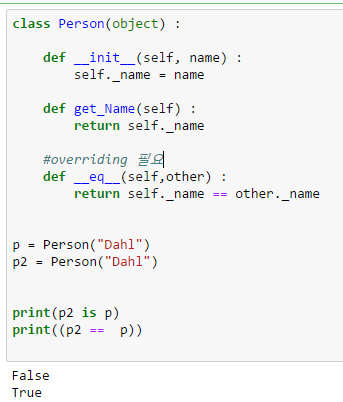 class Person(object) :
def __init__(self, name) :
self._name = name
def get_Name(self) :
return self._name
#overriding 필요
def __eq__(self,other) :
return self._name == other._name
p = Person("Dahl")
p2 = Person("Dahl")
print(p2 is p)
print((p2 ==  p))
False
True